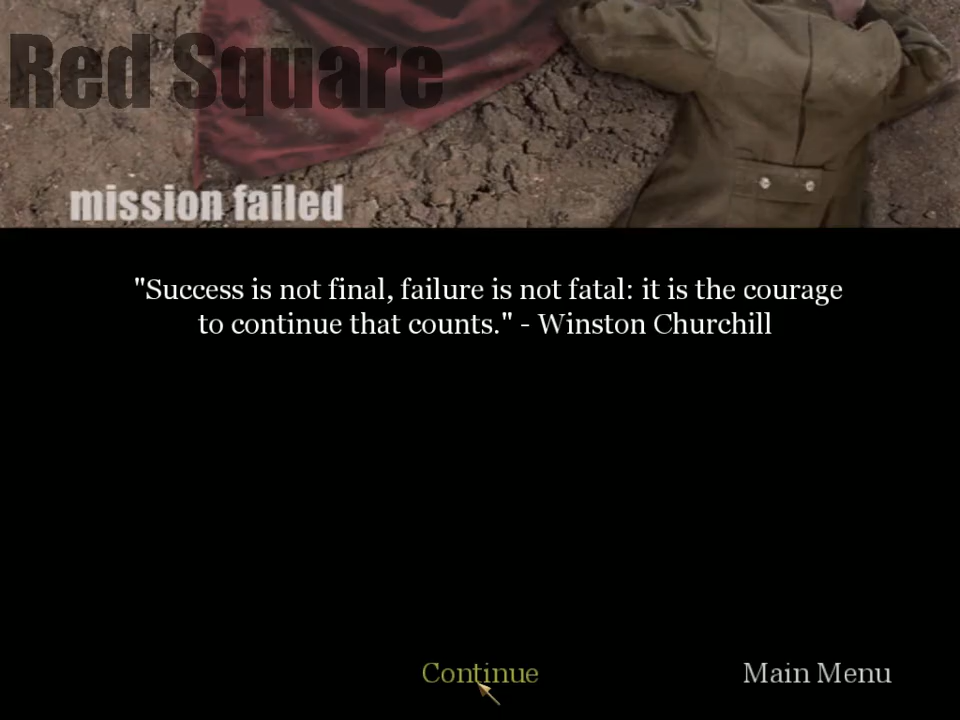 Red Square
mission failed
"Success is not final, failure is not fatal: it is the courage
to continue that counts." - Winston Churchill
Continue
Main Menu